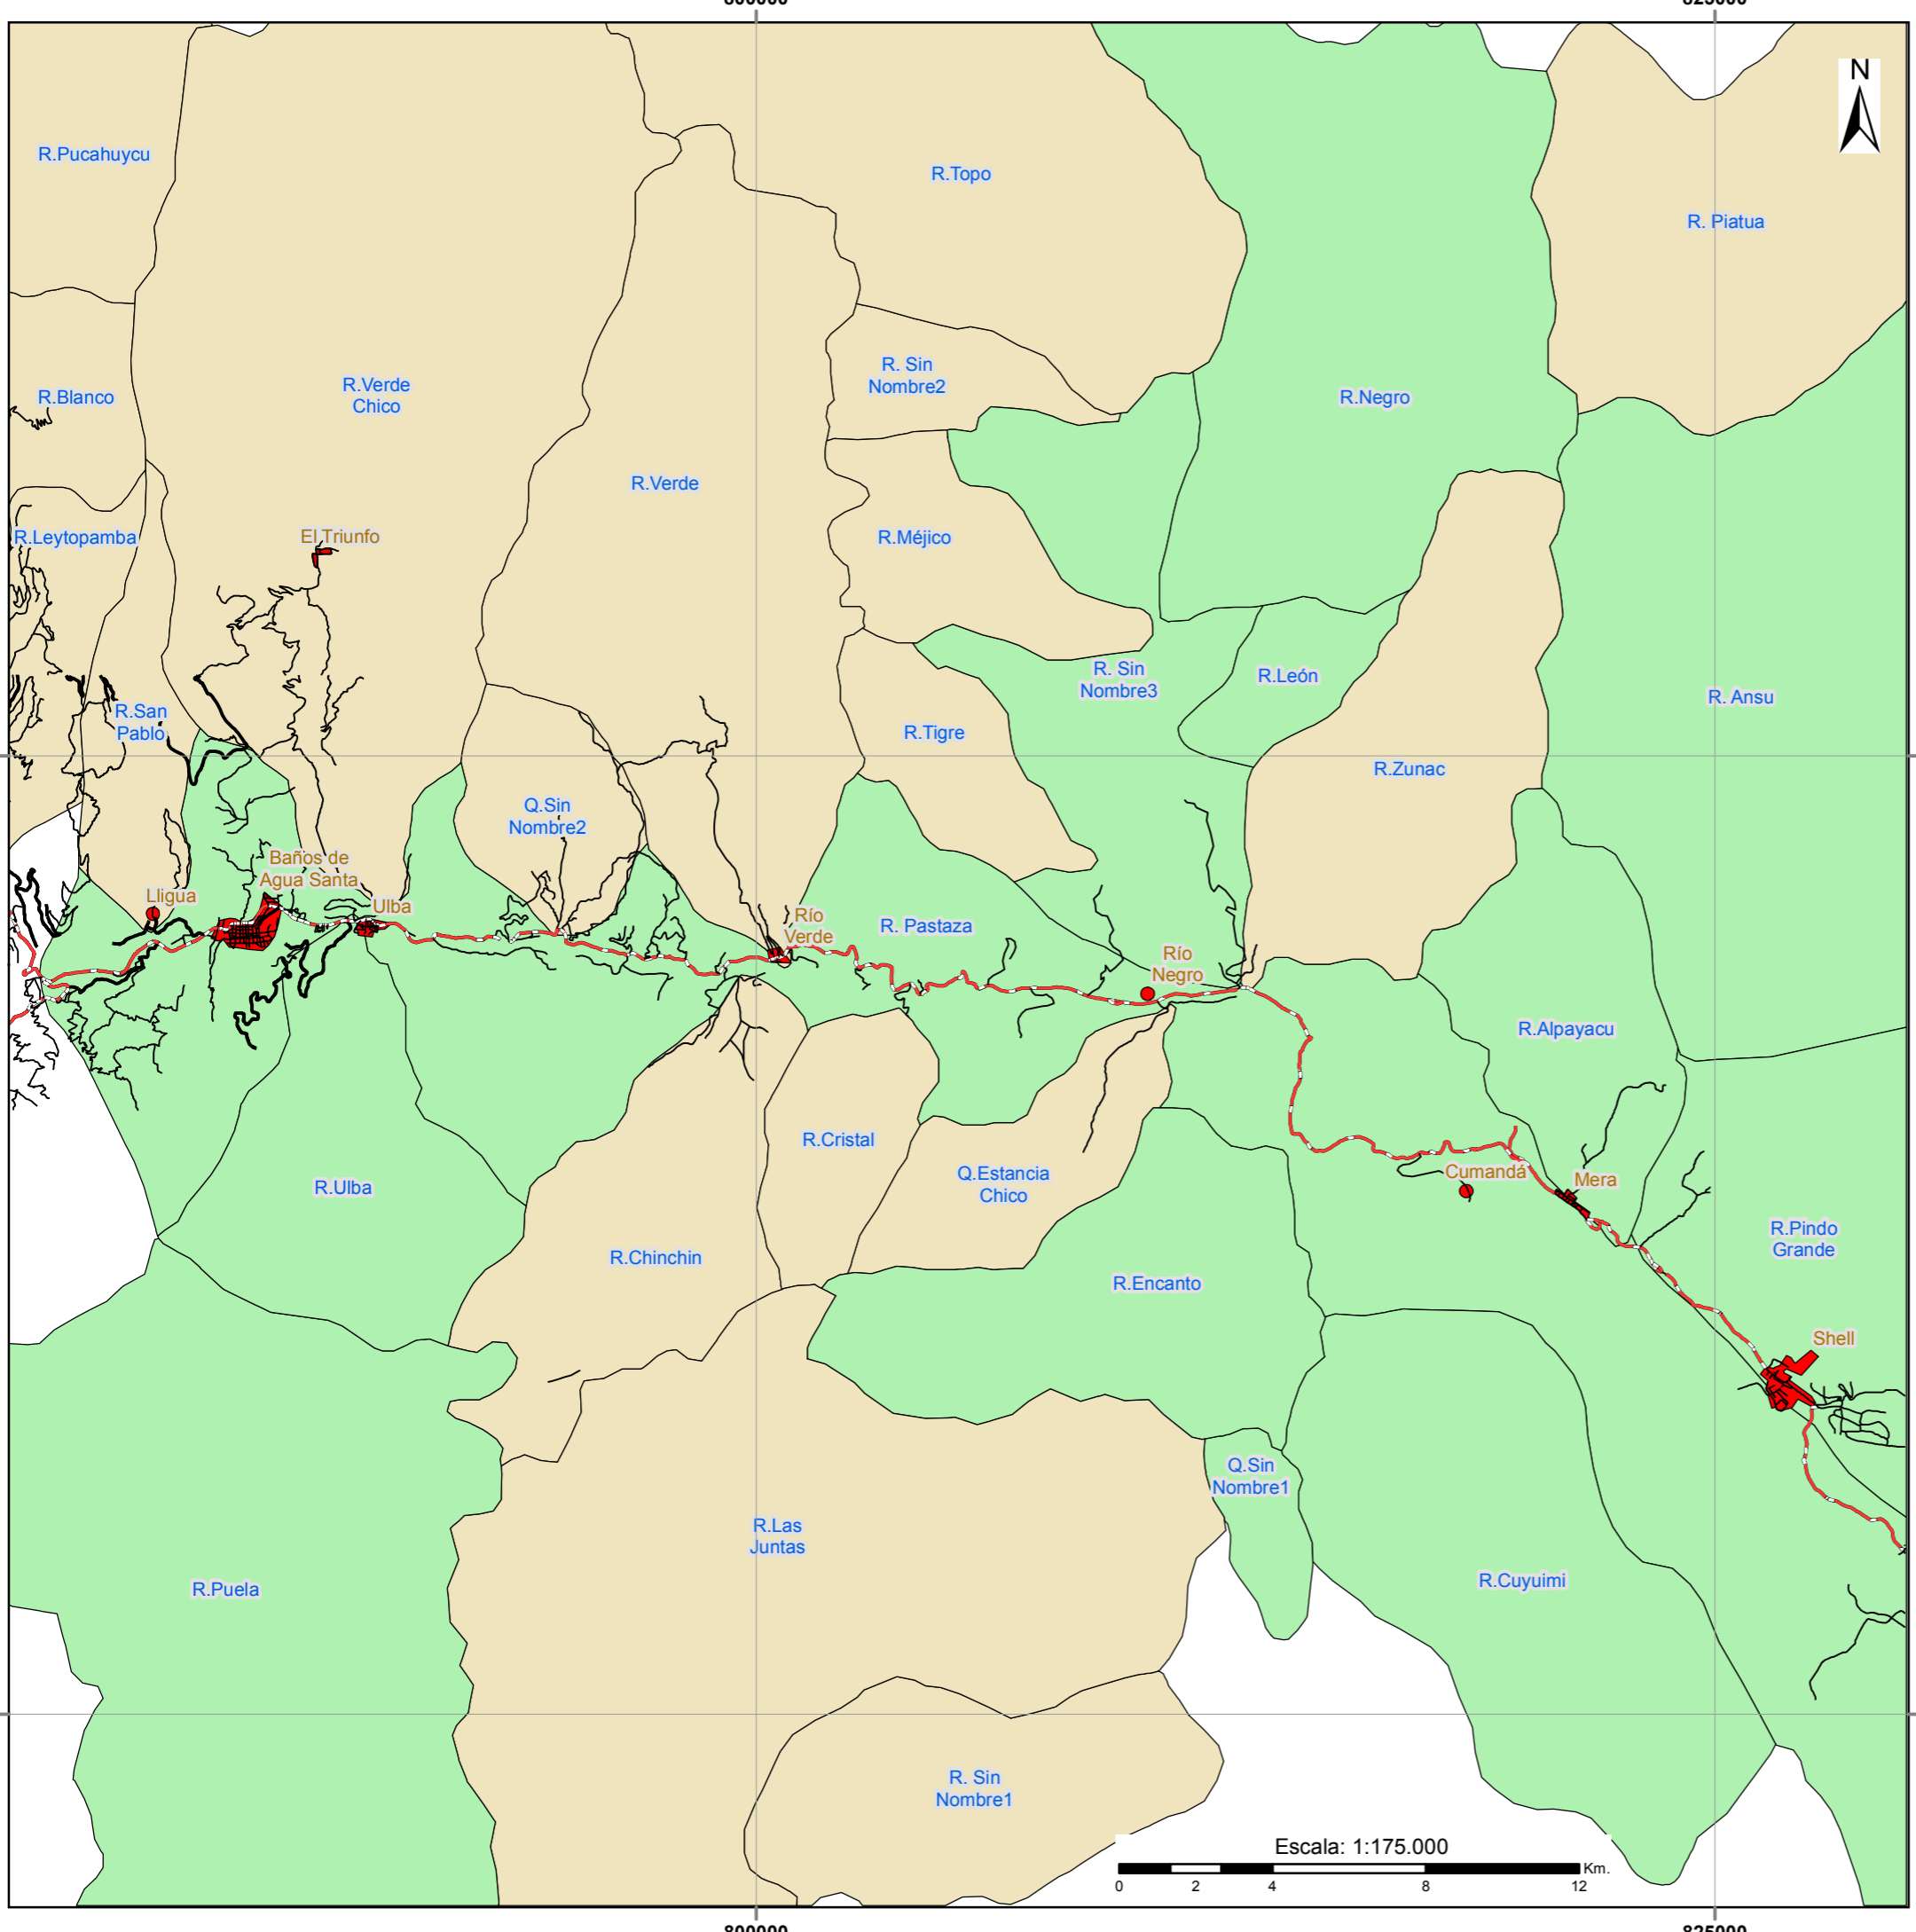 800000
825000
N
R.Pucahuycu
R.Topo
R. Piatua
R. Sin
Nombre2
R.Verde
Chico
R.Blanco
R.Negro
R.Verde
R.Leytopamba
El Triunfo
R.Méjico
R. Sin
Nombre3
R.León
R. Ansu
R.San
Pablo
R.Tigre
R.Zunac
Q.Sin
Nombre2
Baños de
Agua Santa
Lligua
Ulba
Río
Verde
R. Pastaza
Río
Negro
R.Alpayacu
R.Cristal
Q.Estancia
Chico
Cumandá
Mera
R.Ulba
R.Pindo
Grande
R.Chinchin
R.Encanto
Shell
Q.Sin
Nombre1
R.Las
Juntas
R.Puela
R.Cuyuimi
R. Sin
Nombre1
Escala: 1:175.000
Km.
0 2 4 8 12
800000
825000